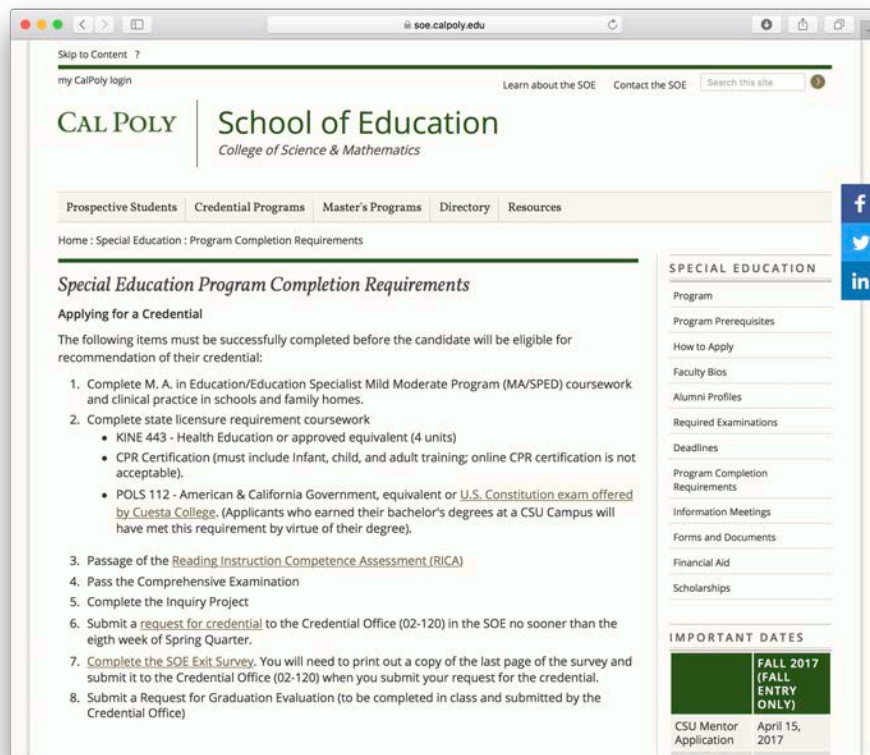 soe.calpoly.edu
Skip to Content ?
my CalPoly login
Learn about the SOE Contact the SOE Search this site
CAL POLY
School of Education
College of Science & Mathematics
Prospective Students Credential Programs Master's Programs Directory Resources
Home : Special Education : Program Completion Requirements
Special Education Program Completion Requirements
Applying for a Credential
The following items must be successfully completed before the candidate will be eligible for
recommendation of their credential:
1. Complete M. A. in Education/Education Specialist Mild Moderate Program (MA/SPED) coursework
and clinical practice in schools and family homes.
2. Complete state licensure requirement coursework
• KINE 443 - Health Education or approved equivalent (4 units)
• CPR Certification (must include Infant, child, and adult training; online CPR certification is not
acceptable).
• POLS 112 - American & California Government, equivalent or U.S. Constitution exam offered
by Cuesta College. (Applicants who earned their bachelor's degrees at a CSU Campus will
have met this requirement by virtue of their degree).
3. Passage of the Reading Instruction Competence Assessment (RICA)
4. Pass the Comprehensive Examination
5. Complete the Inquiry Project
6. Submit a request for credential to the Credential Office (02-120) in the SOE no sooner than the
eigth week of Spring Quarter.
7. Complete the SOE Exit Survey. You will need to print out a copy of the last page of the survey and
submit it to the Credential Office (02-120) when you submit your request for the credential.
8. Submit a Request for Graduation Evaluation (to be completed in class and submitted by the
Credential Office)
SPECIAL EDUCATION
Program
Program Prerequisites
How to Apply
Faculty Bios
Alumni Profiles
Required Examinations
Deadlines
Program Completion
Requirements
Information Meetings
Forms and Documents
Financial Aid
Scholarships
IMPORTANT DATES
FALL 2017
(FALL
ENTRY
ONLY)
CSU Mentor April 15,
Application 2017
f
in